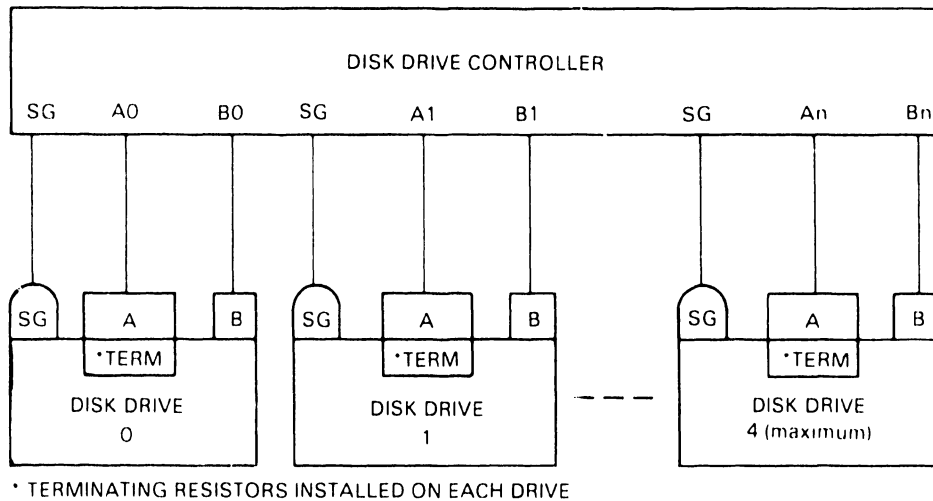 DISK DRIVE CONTROLLER
SG A0 B0 SG A1 B1 SG An Bn
SG A B SG A B SG A B
*TERM *TERM *TERM
DISK DRIVE DISK DRIVE DISK DRIVE
0 1 4 (maximum)
* TERMINATING RESISTORS INSTALLED ON EACH DRIVE